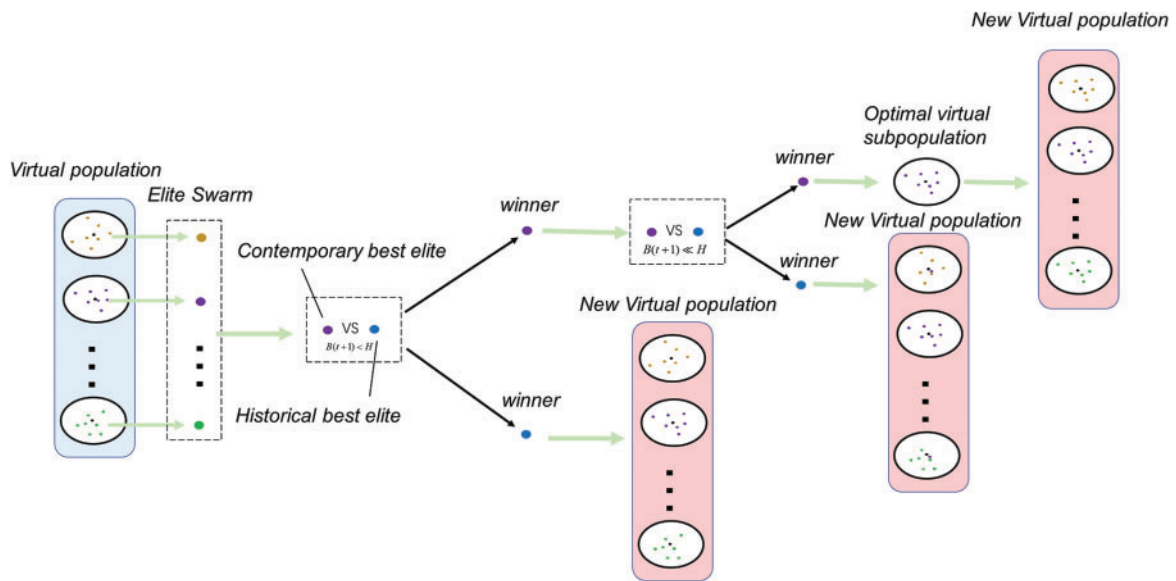 New Virtual population
Optimal virtual
subpopulation
Virtual population
Elite Swarm
winner
winner
VS
B(t+1)≪H
New Virtual population
Contemporary best elite
winner
New Virtual population
VS
B(t+1)<H
Historical best elite
winner